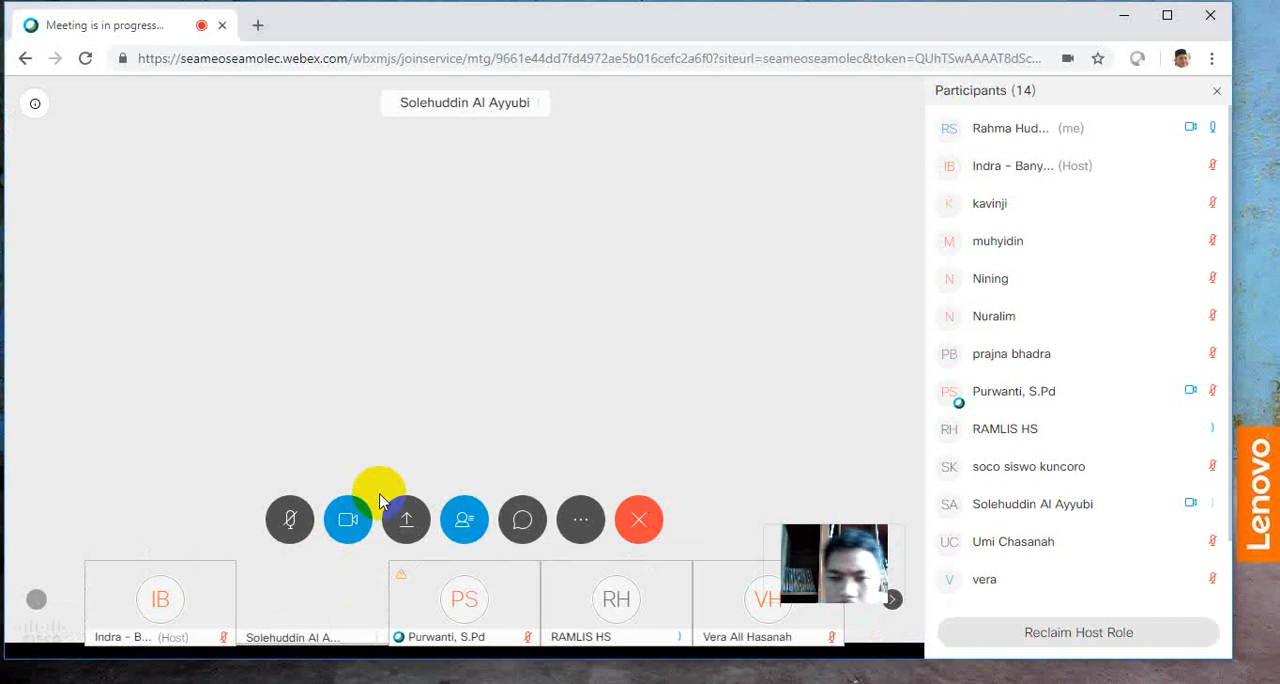 Meeting is in progress...
https://seameoseamolec.webex.com/wbxmjs/joinservice/mtg/9661e44dd7fd4972ae5b016cefc2a6f0?siteurl=seameoseamolec&token=QUhTSwAAAAT8dSc...
Solehuddin Al Ayyubi
Participants (14)
RS Rahma Hud... (me)
IB Indra - Bany... (Host)
K kavinji
M muhyidin
N Nining
N Nuralim
PB prajna bhadra
PS Purwanti, S.Pd
RH RAMLIS HS
SK soco siswo kuncoro
SA Solehuddin Al Ayyubi
UC Umi Chasanah
V vera
Reclaim Host Role
IB PS RH VH
Indra - B... (Host) Solehuddin Al A... Purwanti, S.Pd RAMLIS HS Vera All Hasanah
CISCO
Lenovo